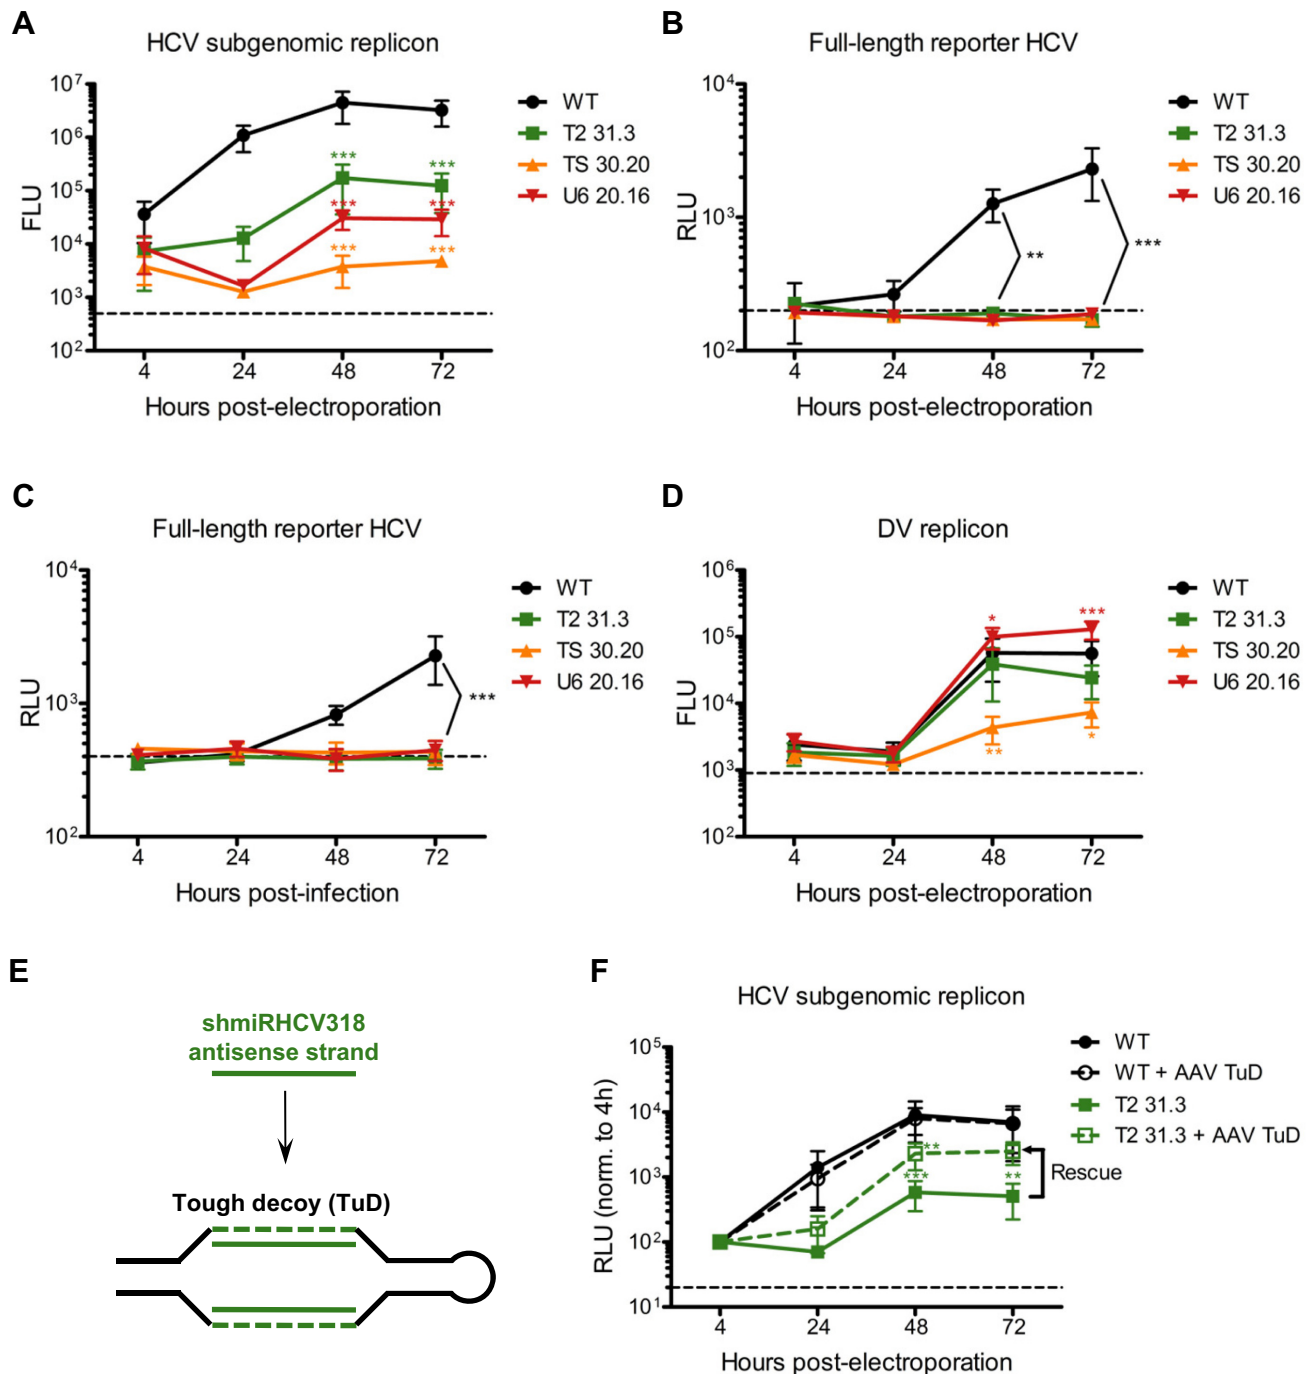 A
HCV subgenomic replicon
10⁷
10⁶
10⁵
10⁴
10³
10²
FLU
*** ***
*** ***
*** ***
4 24 48 72
Hours post-electroporation
WT
T2 31.3
TS 30.20
U6 20.16
B
Full-length reporter HCV
10⁴
10³
10²
RLU
**
***
4 24 48 72
Hours post-electroporation
WT
T2 31.3
TS 30.20
U6 20.16
C
Full-length reporter HCV
10⁴
10³
10²
RLU
***
4 24 48 72
Hours post-infection
WT
T2 31.3
TS 30.20
U6 20.16
D
DV replicon
10⁶
10⁵
10⁴
10³
10²
FLU
* ***
** *
4 24 48 72
Hours post-electroporation
WT
T2 31.3
TS 30.20
U6 20.16
E
shmiRHCV318
antisense strand
Tough decoy (TuD)
F
HCV subgenomic replicon
10⁵
10⁴
10³
10²
10¹
RLU (norm. to 4h)
**
*** **
Rescue
4 24 48 72
Hours post-electroporation
WT
WT + AAV TuD
T2 31.3
T2 31.3 + AAV TuD